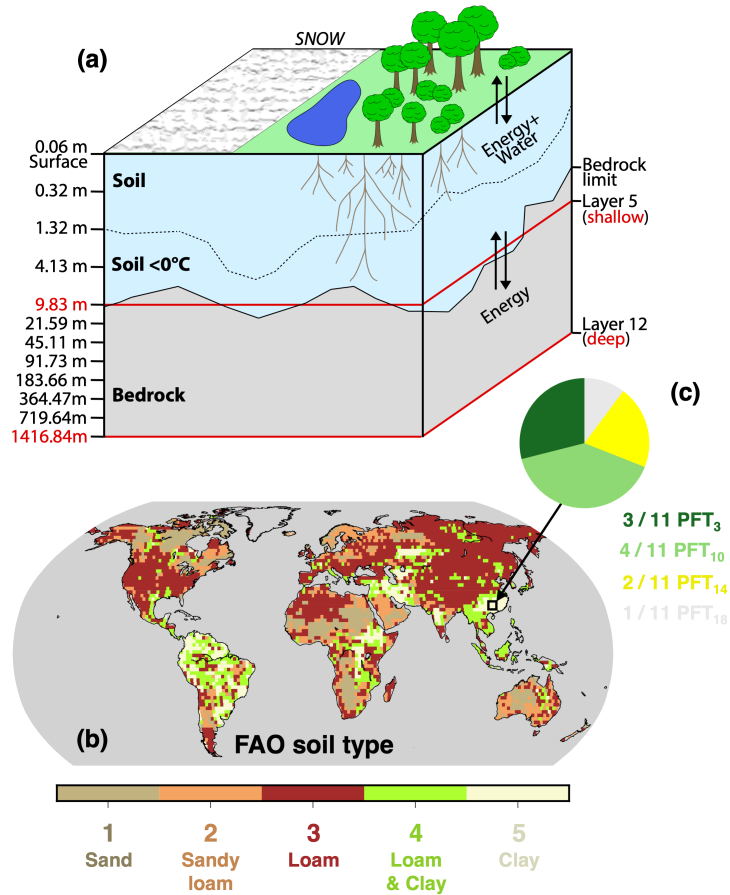 (a)
SNOW
0.06 m
Surface
0.32 m
1.32 m
4.13 m
9.83 m
21.59 m
45.11 m
91.73 m
183.66 m
364.47m
719.64m
1416.84m
Soil
Soil <0°C
Bedrock
Energy+
Water
Energy
Bedrock
limit
Layer 5
(shallow)
Layer 12
(deep)
(c)
3 / 11 PFT3
4 / 11 PFT10
2 / 11 PFT14
1 / 11 PFT18
(b)
FAO soil type
1
Sand
2
Sandy
loam
3
Loam
4
Loam
& Clay
5
Clay